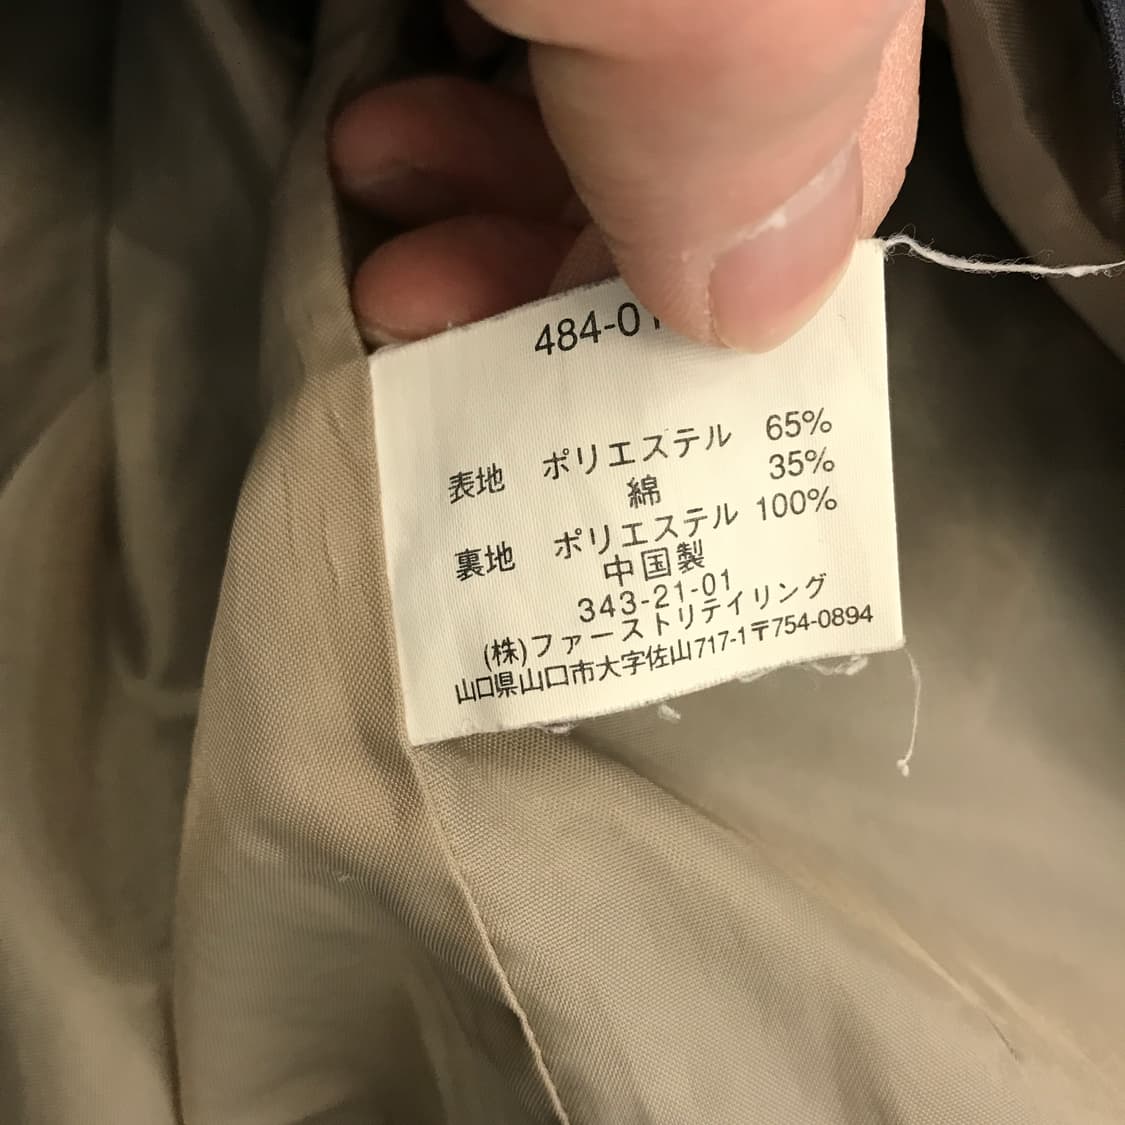 484-01
表地 ポリエステル 65%
綿 35%
裏地 ポリエステル 100%
中国製
343-21-01
(株)ファーストリテイリング
山口県山口市大字佐山717-1〒754-0894